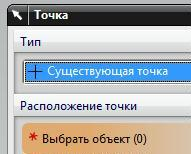 Точка
Тип
Существующая точка
Расположение точки
* Выбрать объект (0)